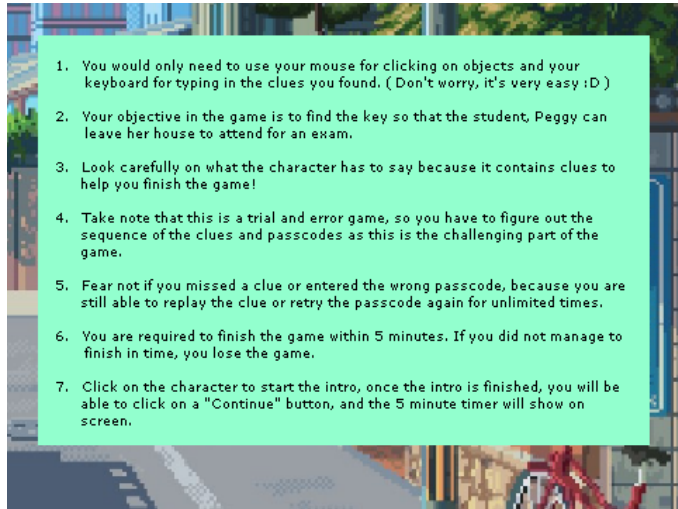 1. You would only need to use your mouse for clicking on objects and your
keyboard for typing in the clues you found. ( Don't worry, it's very easy :D )
2. Your objective in the game is to find the key so that the student, Peggy can
leave her house to attend for an exam.
3. Look carefully on what the character has to say because it contains clues to
help you finish the game!
4. Take note that this is a trial and error game, so you have to figure out the
sequence of the clues and passcodes as this is the challenging part of the
game.
5. Fear not if you missed a clue or entered the wrong passcode, because you are
still able to replay the clue or retry the passcode again for unlimited times.
6. You are required to finish the game within 5 minutes. If you did not manage to
finish in time, you lose the game.
7. Click on the character to start the intro, once the intro is finished, you will be
able to click on a "Continue" button, and the 5 minute timer will show on
screen.